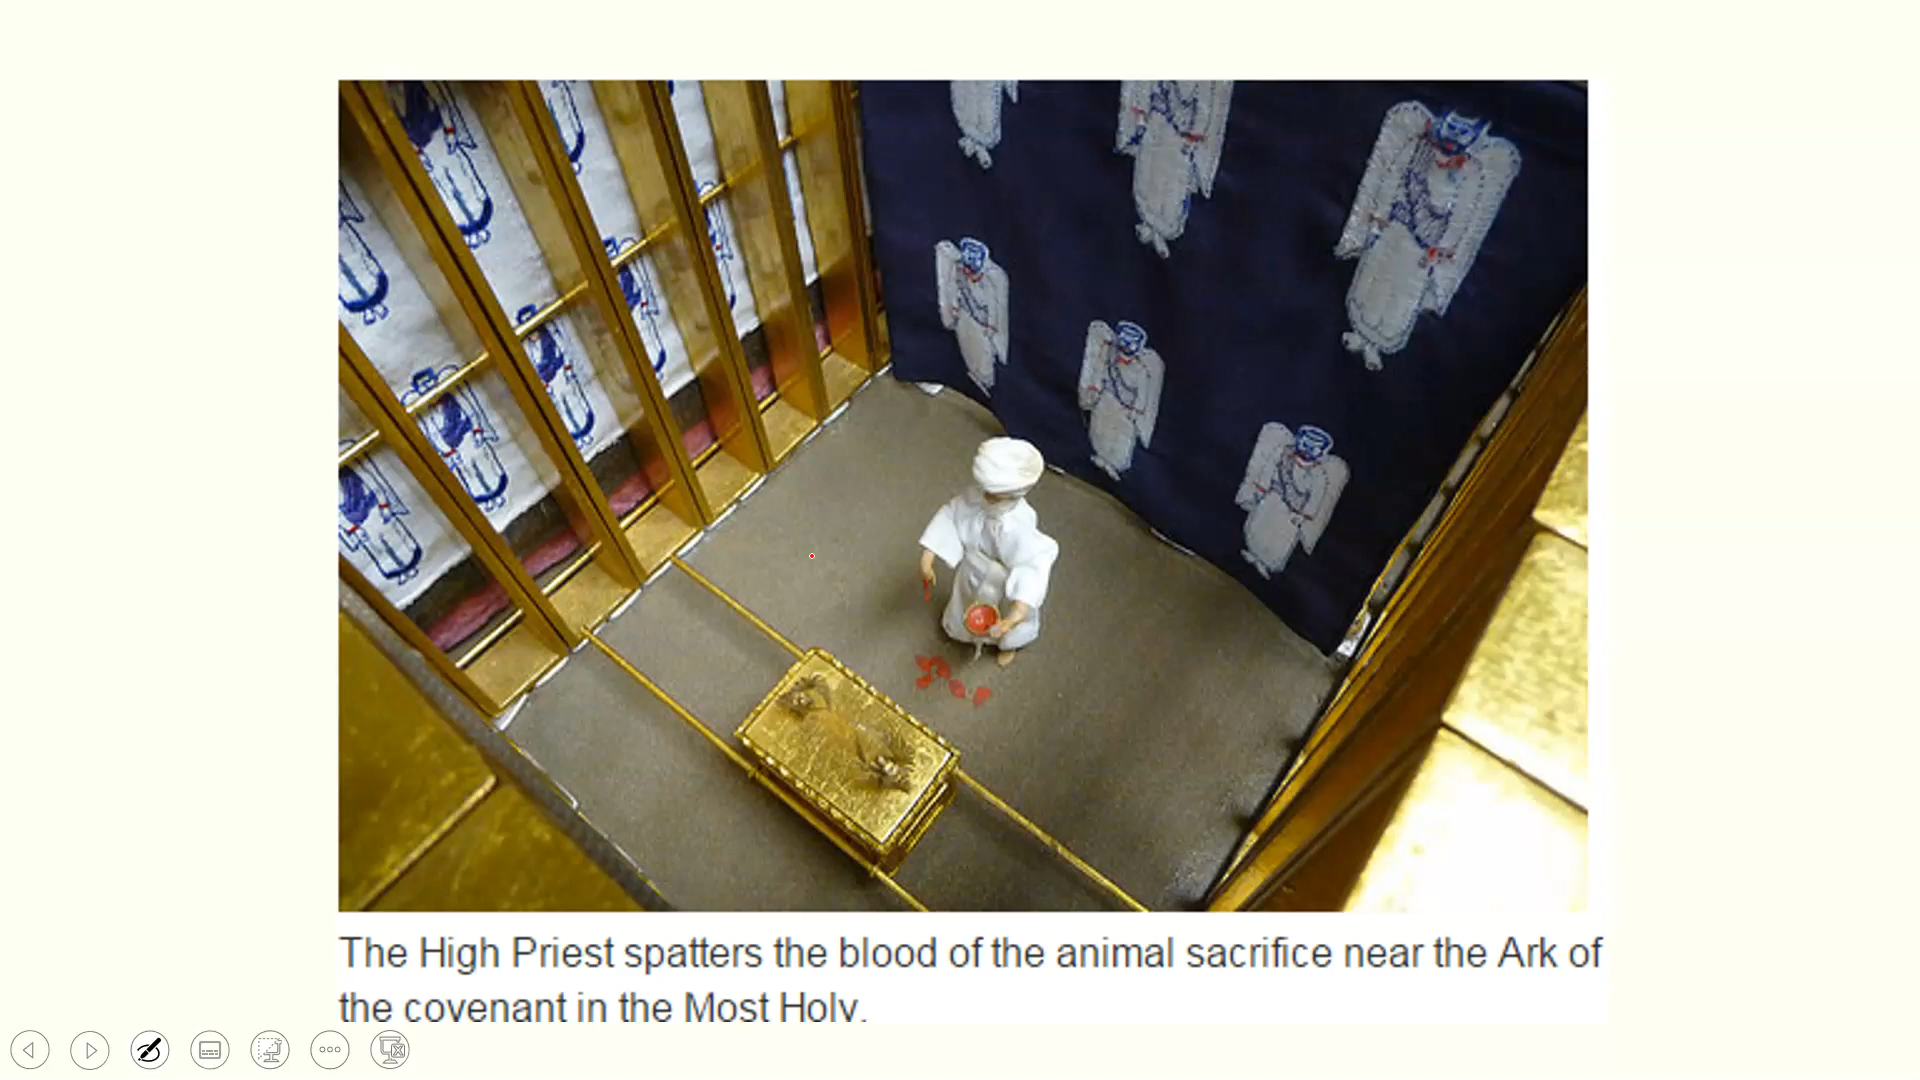 The High Priest spatters the blood of the animal sacrifice near the Ark of
the covenant in the Most Holy.